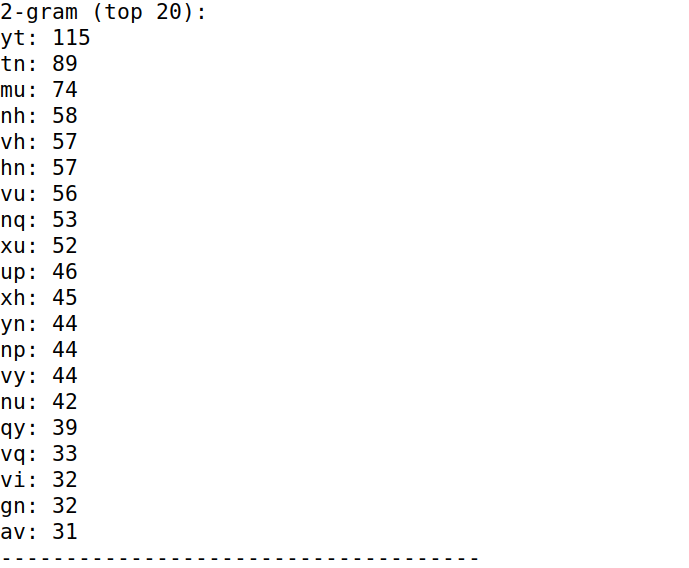 2-gram (top 20):
yt: 115
tn: 89
mu: 74
nh: 58
vh: 57
hn: 57
vu: 56
nq: 53
xu: 52
up: 46
xh: 45
yn: 44
np: 44
vy: 44
nu: 42
qy: 39
vq: 33
vi: 32
gn: 32
av: 31
-------------------------------------